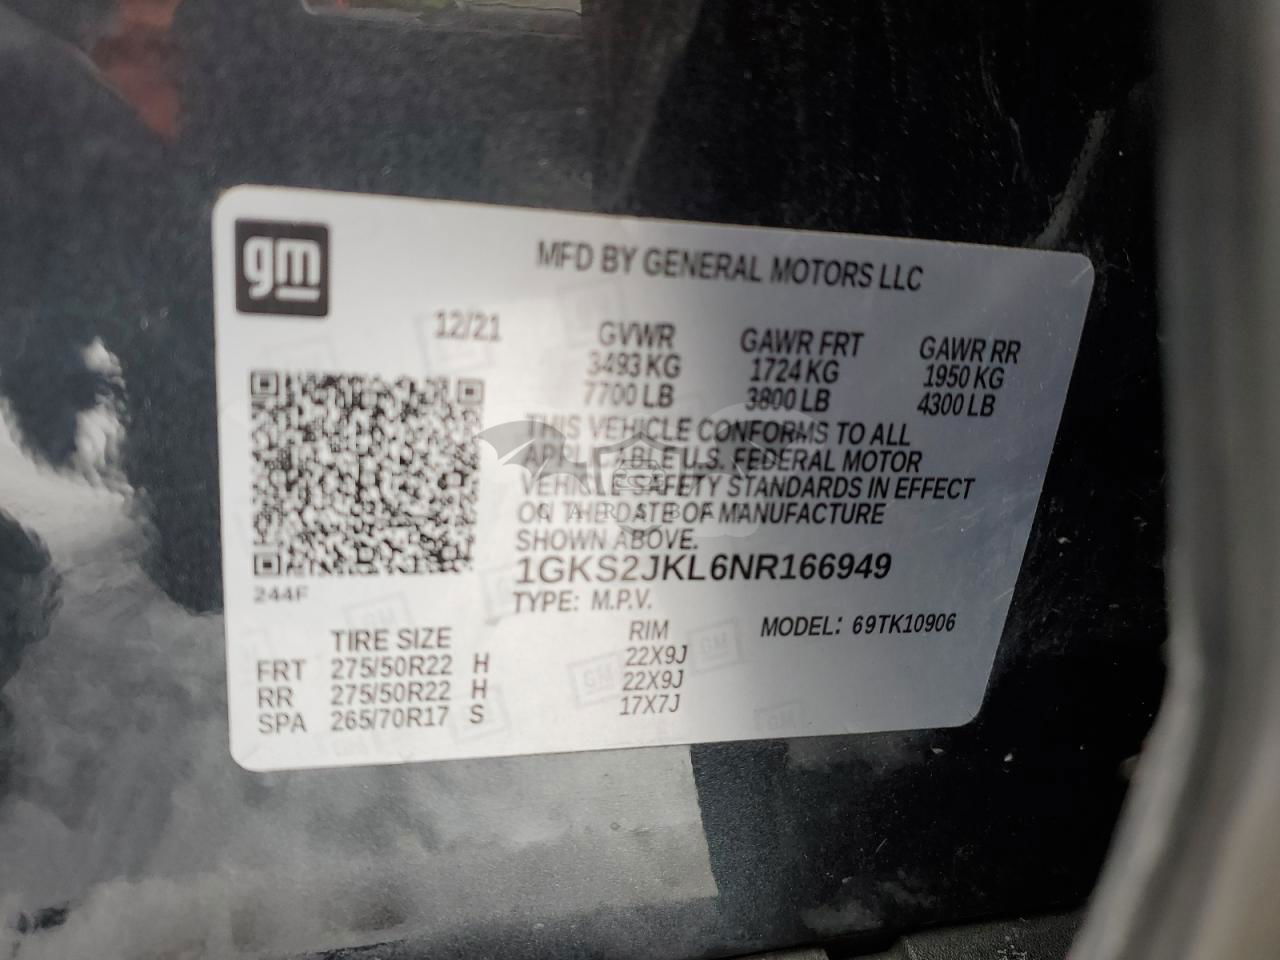 gm
MFD BY GENERAL MOTORS LLC
12/21 GVWR GAWR FRT GAWR RR
3493 KG 1724 KG 1950 KG
7700 LB 3800 LB 4300 LB
THIS VEHICLE CONFORMS TO ALL
APPLICABLE U.S. FEDERAL MOTOR
VEHICLE SAFETY STANDARDS IN EFFECT
ON THE DATE OF MANUFACTURE
SHOWN ABOVE.
1GKS2JKL6NR166949
244F
TYPE: M.P.V.
TIRE SIZE RIM MODEL: 69TK10906
FRT 275/50R22 H 22X9J
RR 275/50R22 H 22X9J
SPA 265/70R17 S 17X7J
GM
GM
GM